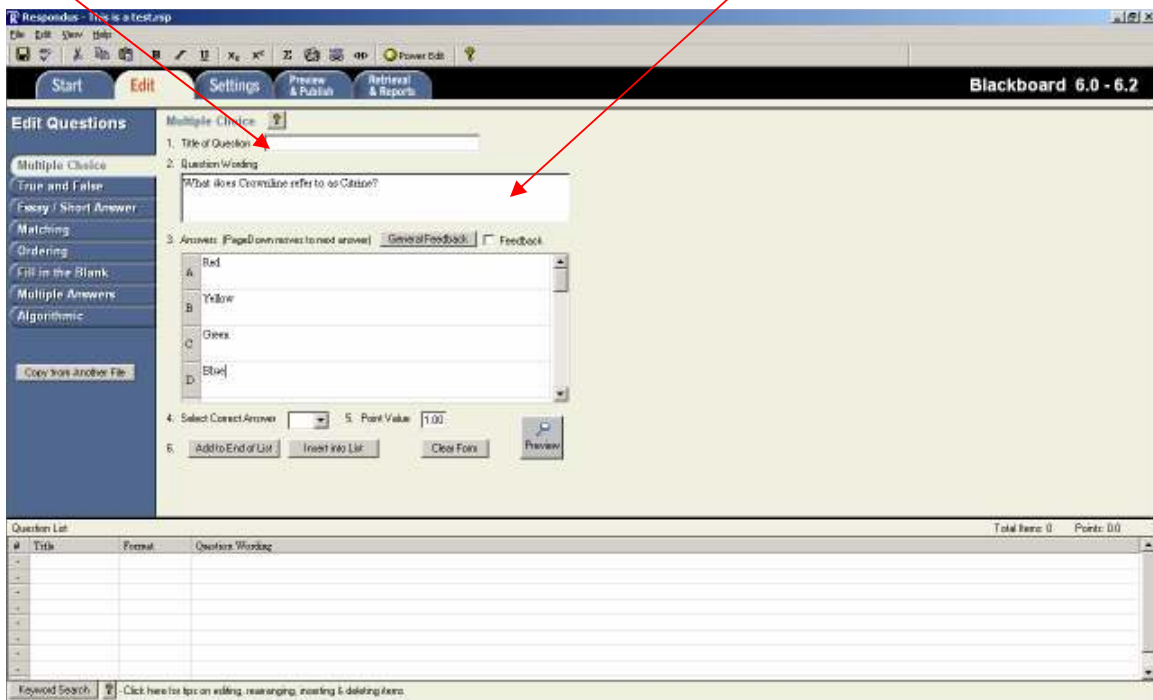 Respondus - This is a test.rsp
File Edit View Help
B I U X₂ X² Σ Power Edit ?
Start Edit Settings Preview & Publish Retrieval & Reports Blackboard 6.0 - 6.2
Edit Questions
Multiple Choice
True and False
Essay / Short Answer
Matching
Ordering
Fill in the Blank
Multiple Answers
Algorithmic
Copy from Another File
Multiple Choice ?
1. Title of Question
2. Question Wording
What does Crownline refer to as Citrine?
3. Answers (PageDown moves to next answer) General Feedback Feedback
A Red
B Yellow
C Green
D Blue
4. Select Correct Answer 5. Point Value 1.00
6. Add to End of List Insert into List Clear Form Preview
Question List Total Items: 0 Points: 0.0
# Title Format Question Wording
Keyword Search ? - Click here for tips on editing, rearranging, inserting & deleting items